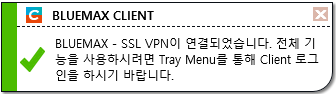 BLUEMAX CLIENT
BLUEMAX - SSL VPN이 연결되었습니다. 전체 기
능을 사용하시려면 Tray Menu를 통해 Client 로그
인을 하시기 바랍니다.